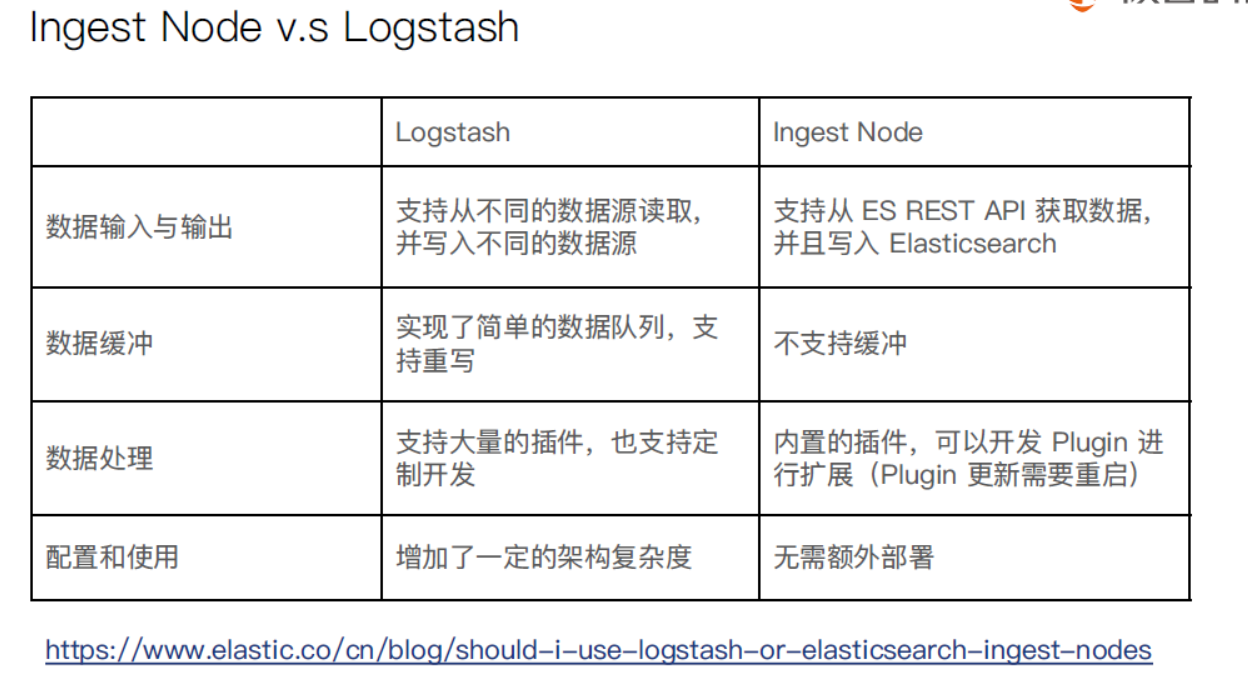 Ingest Node v.s Logstash
Logstash
Ingest Node
数据输入与输出
支持从不同的数据源读取，
并写入不同的数据源
支持从 ES REST API 获取数据，
并且写入 Elasticsearch
数据缓冲
实现了简单的数据队列，支
持重写
不支持缓冲
数据处理
支持大量的插件，也支持定
制开发
内置的插件，可以开发 Plugin 进
行扩展（Plugin 更新需要重启）
配置和使用
增加了一定的架构复杂度
无需额外部署
https://www.elastic.co/cn/blog/should-i-use-logstash-or-elasticsearch-ingest-nodes